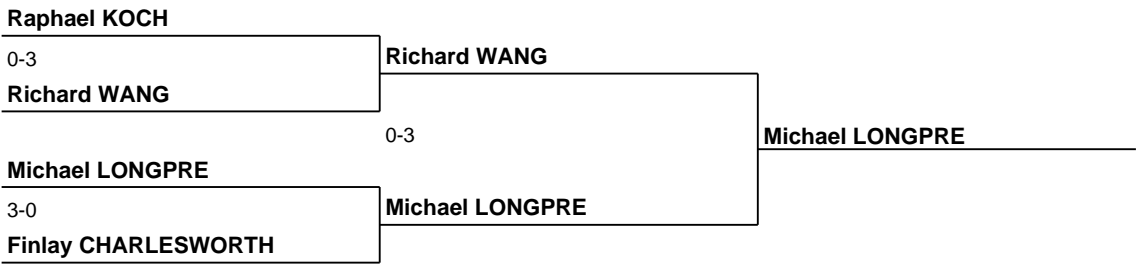 Raphael KOCH
0-3
Richard WANG
Richard WANG
0-3
Michael LONGPRE
Michael LONGPRE
3-0
Michael LONGPRE
Finlay CHARLESWORTH